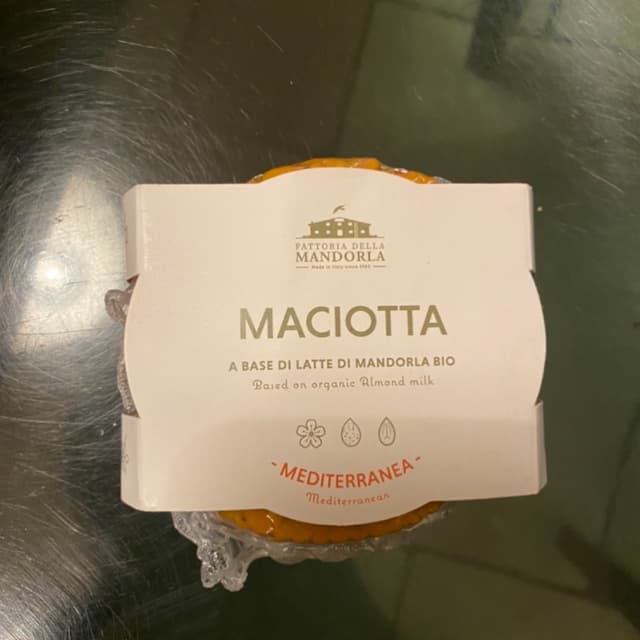 FATTORIA DELLA
MANDORLA
MACIOTTA
A BASE DI LATTE DI MANDORLA BIO
Based on organic Almond milk
- MEDITERRANEA -
Mediterranean